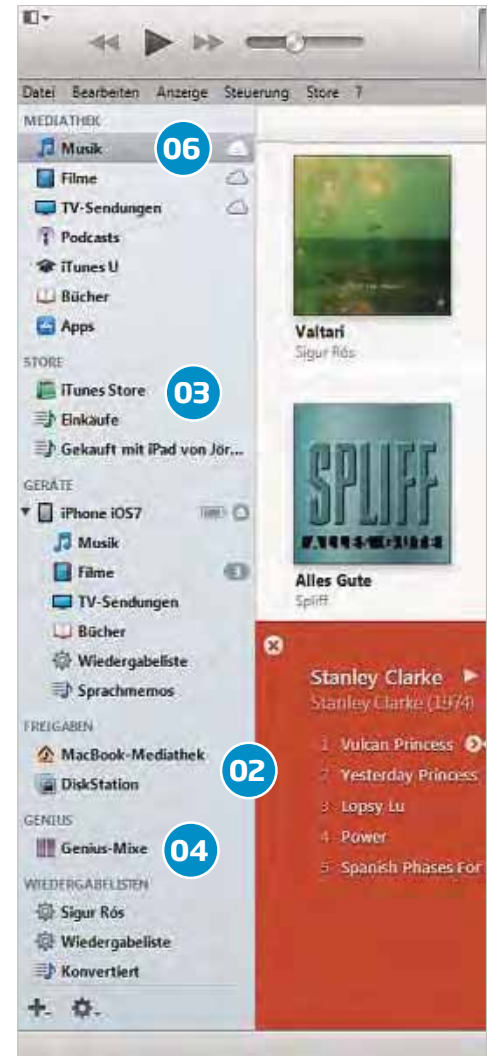 Datei Bearbeiten Anzeige Steuerung Store ?
MEDIATHEK
Musik 06
Filme
TV-Sendungen
Podcasts
iTunes U
Bücher
Apps
STORE
iTunes Store 03
Einkäufe
Gekauft mit iPad von Jör...
GERÄTE
iPhone iOS7
Musik
Filme
TV-Sendungen
Bücher
Wiedergabeliste
Sprachmemos
FREIGABEN
MacBook-Mediathek
DiskStation
02
GENIUS
Genius-Mixe 04
WIEDERGABELISTEN
Sigur Rós
Wiedergabeliste
Konvertiert
Valtari
Sigur Rós
SPLIFF
ALLES GUTE
Alles Gute
Spliff
Stanley Clarke
Stanley Clarke (1974)
1 Vulcan Princess
2 Yesterday Princess
3 Lopsy Lu
4 Power
5 Spanish Phases For